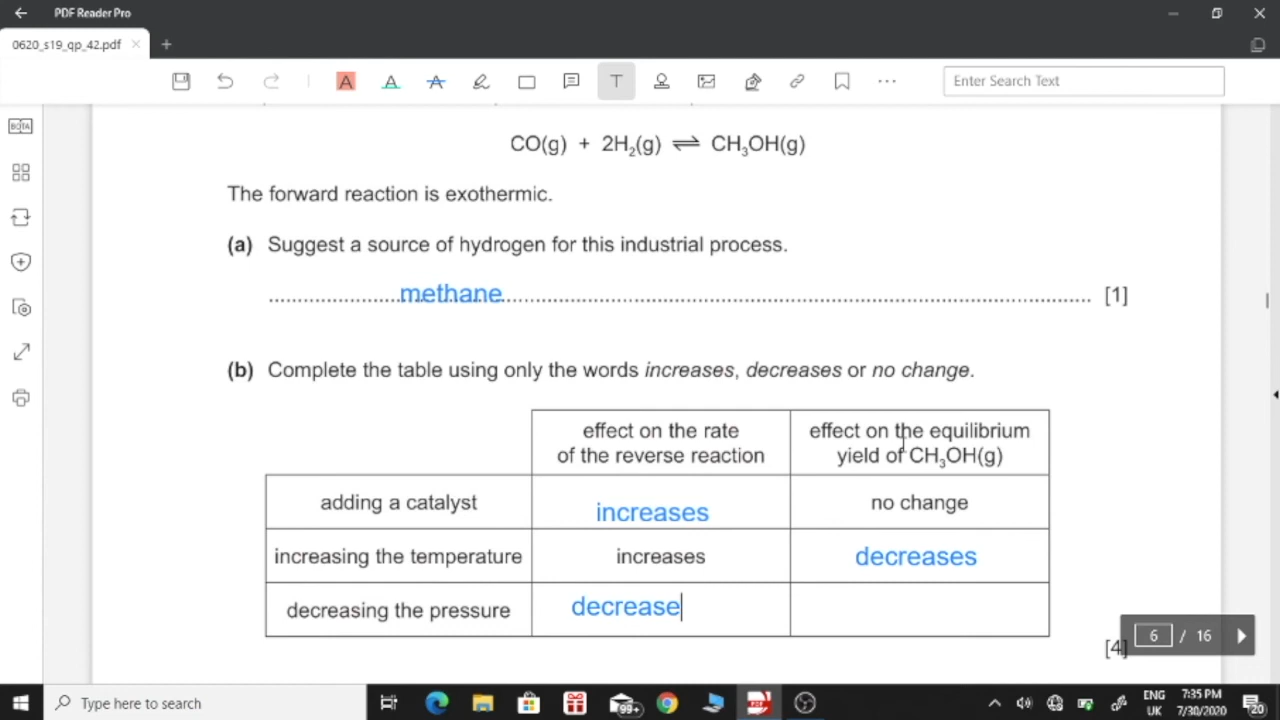 PDF Reader Pro
0620_s19_qp_42.pdf
Enter Search Text
BOTA
CO(g) + 2H₂(g) ⇌ CH₃OH(g)
The forward reaction is exothermic.
(a) Suggest a source of hydrogen for this industrial process.
methane [1]
(b) Complete the table using only the words increases, decreases or no change.
effect on the rate
of the reverse reaction
effect on the equilibrium
yield of CH₃OH(g)
adding a catalyst
increases
no change
increasing the temperature
increases
decreases
decreasing the pressure
decrease
6 / 16
[4]
Type here to search
99+
ENG
UK
7:35 PM
7/30/2020
20